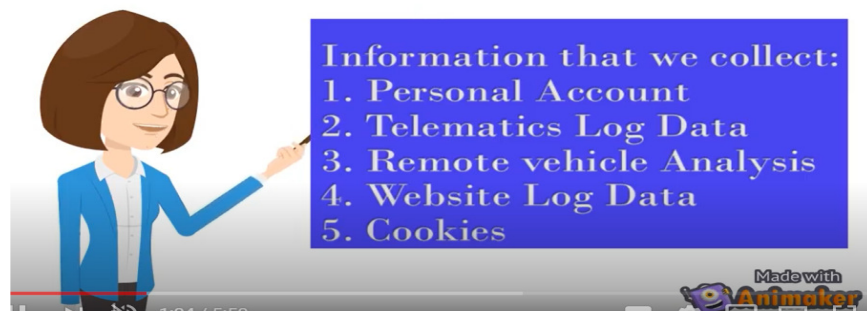 Information that we collect:
1. Personal Account
2. Telematics Log Data
3. Remote vehicle Analysis
4. Website Log Data
5. Cookies
Made with
Animaker